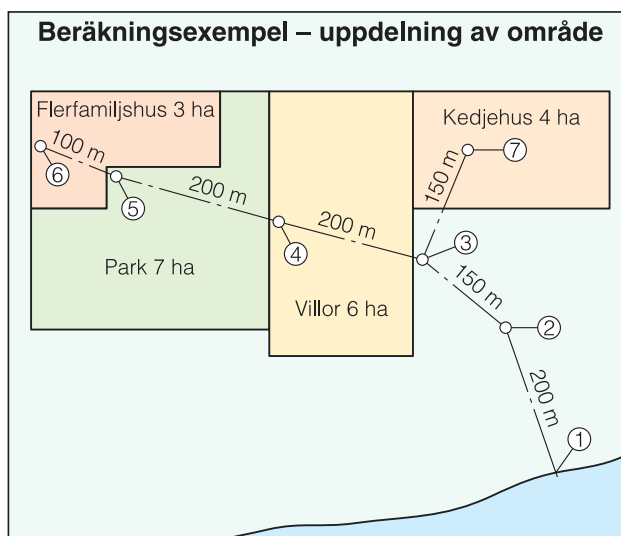 Beräkningsexempel – uppdelning av område
Flerfamiljshus 3 ha
Kedjehus 4 ha
100 m
6
5
200 m
200 m
150 m
7
4
3
Park 7 ha
Villor 6 ha
150 m
2
200 m
1